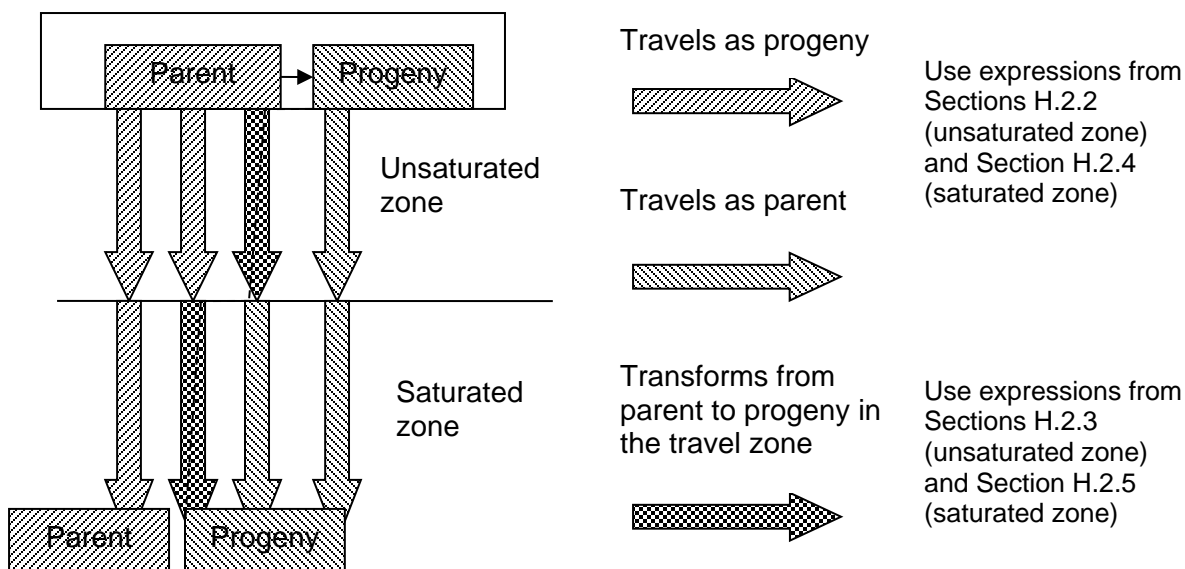 Parent
Progeny
Unsaturated
zone
Saturated
zone
Parent
Progeny
Travels as progeny
Travels as parent
Transforms from
parent to progeny in
the travel zone
Use expressions from
Sections H.2.2
(unsaturated zone)
and Section H.2.4
(saturated zone)
Use expressions from
Sections H.2.3
(unsaturated zone)
and Section H.2.5
(saturated zone)